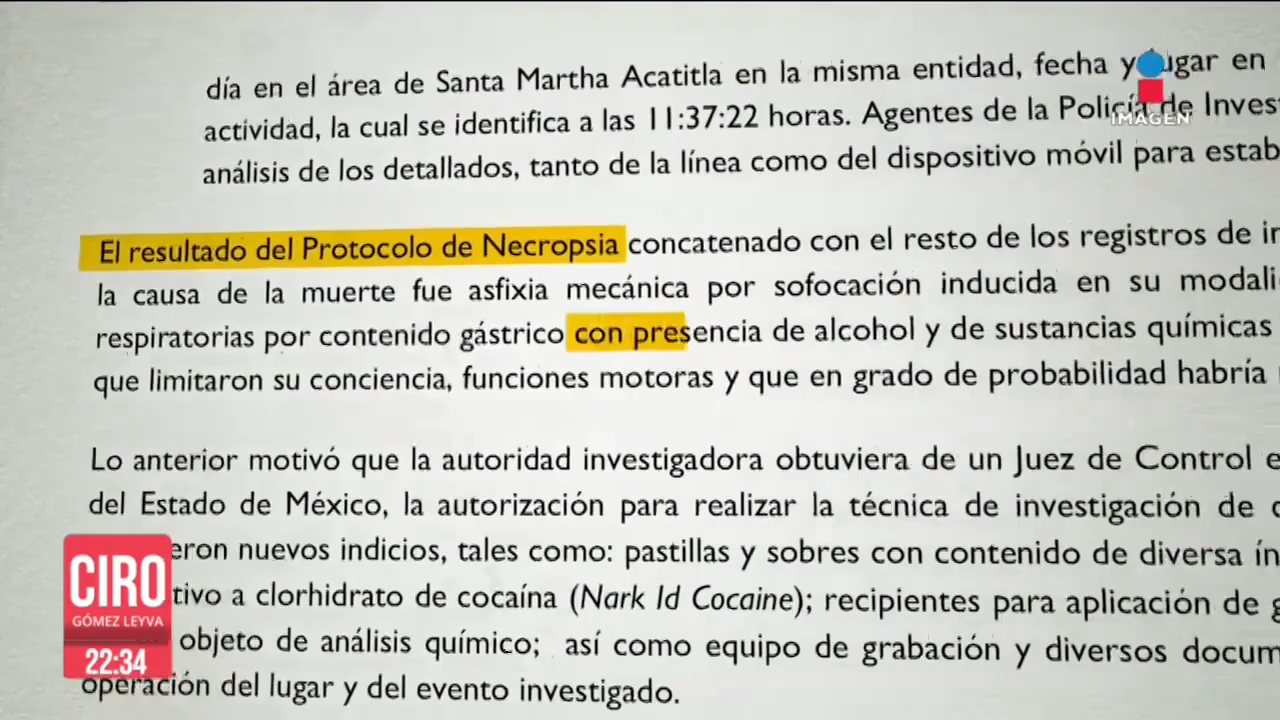 día en el área de Santa Martha Acatitla en la misma entidad, fecha y lugar en
actividad, la cual se identifica a las 11:37:22 horas. Agentes de la Policía de Inves
análisis de los detallados, tanto de la línea como del dispositivo móvil para estab
El resultado del Protocolo de Necropsia concatenado con el resto de los registros de i
la causa de la muerte fue asfixia mecánica por sofocación inducida en su modali
respiratorias por contenido gástrico con presencia de alcohol y de sustancias químicas
que limitaron su conciencia, funciones motoras y que en grado de probabilidad habría
Lo anterior motivó que la autoridad investigadora obtuviera de un Juez de Control e
del Estado de México, la autorización para realizar la técnica de investigación de
eron nuevos indicios, tales como: pastillas y sobres con contenido de diversa ín
tivo a clorhidrato de cocaína (Nark Id Cocaine); recipientes para aplicación de g
objeto de análisis químico; así como equipo de grabación y diversos docum
operación del lugar y del evento investigado.
IMAGEN
CIRO
GÓMEZ LEYVA
22:34